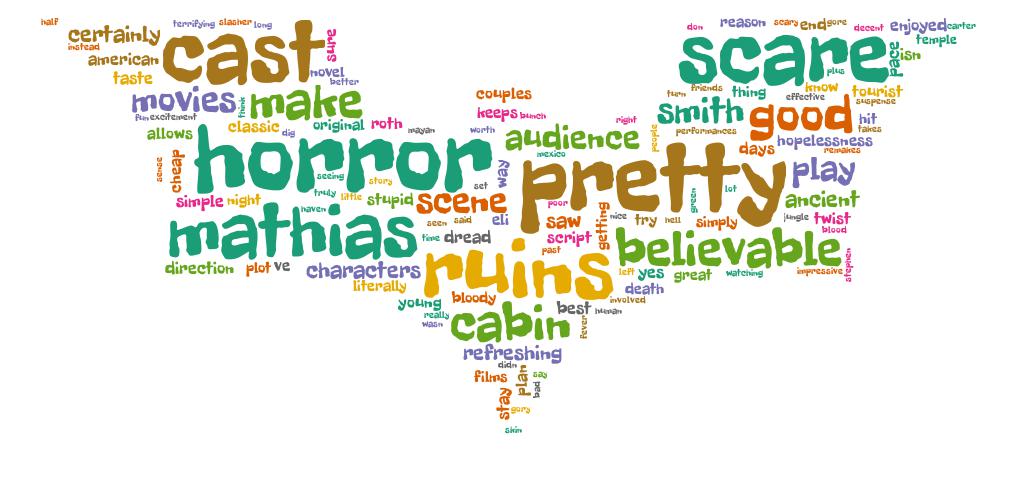 half
terrifying
slasher
long
certainly
instead
cast
sure
american
taste
novel
better
movies
think
make
fun
excitement
allows
classic
dig
original
roth
mayan
couples
keeps
bunch
worth
audience
mexico
right
people
don
reason
scary
end
gore
decent
enjoyed
carter
temple
scare
pace
isn
plus
turn
friends
thing
effective
know
tourist
suspense
smith
good
hit
takes
performances
days
hopelessness
remakes
sense
cheap
horror
seeing
story
set
way
pretty
play
simple
night
truly
little
stupid
scene
poor
nice
getting
green
lot
ancient
haven
seen
said
eli
saw
try
hell
simply
jungle
twist
blood
mathias
time
dread
script
past
believable
stephen
direction
plot
ve
characters
literally
ruins
left
yes
great
watching
impressive
death
young
really
wasn
bloody
best
human
involved
cabin
fever
refreshing
didn
films
plan
say
bad
stay
gory
skin